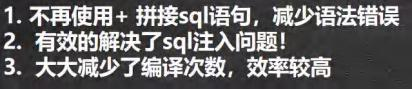 1. 不再使用+ 拼接sql语句，减少语法错误
2. 有效的解决了sql注入问题！
3. 大大减少了编译次数，效率较高